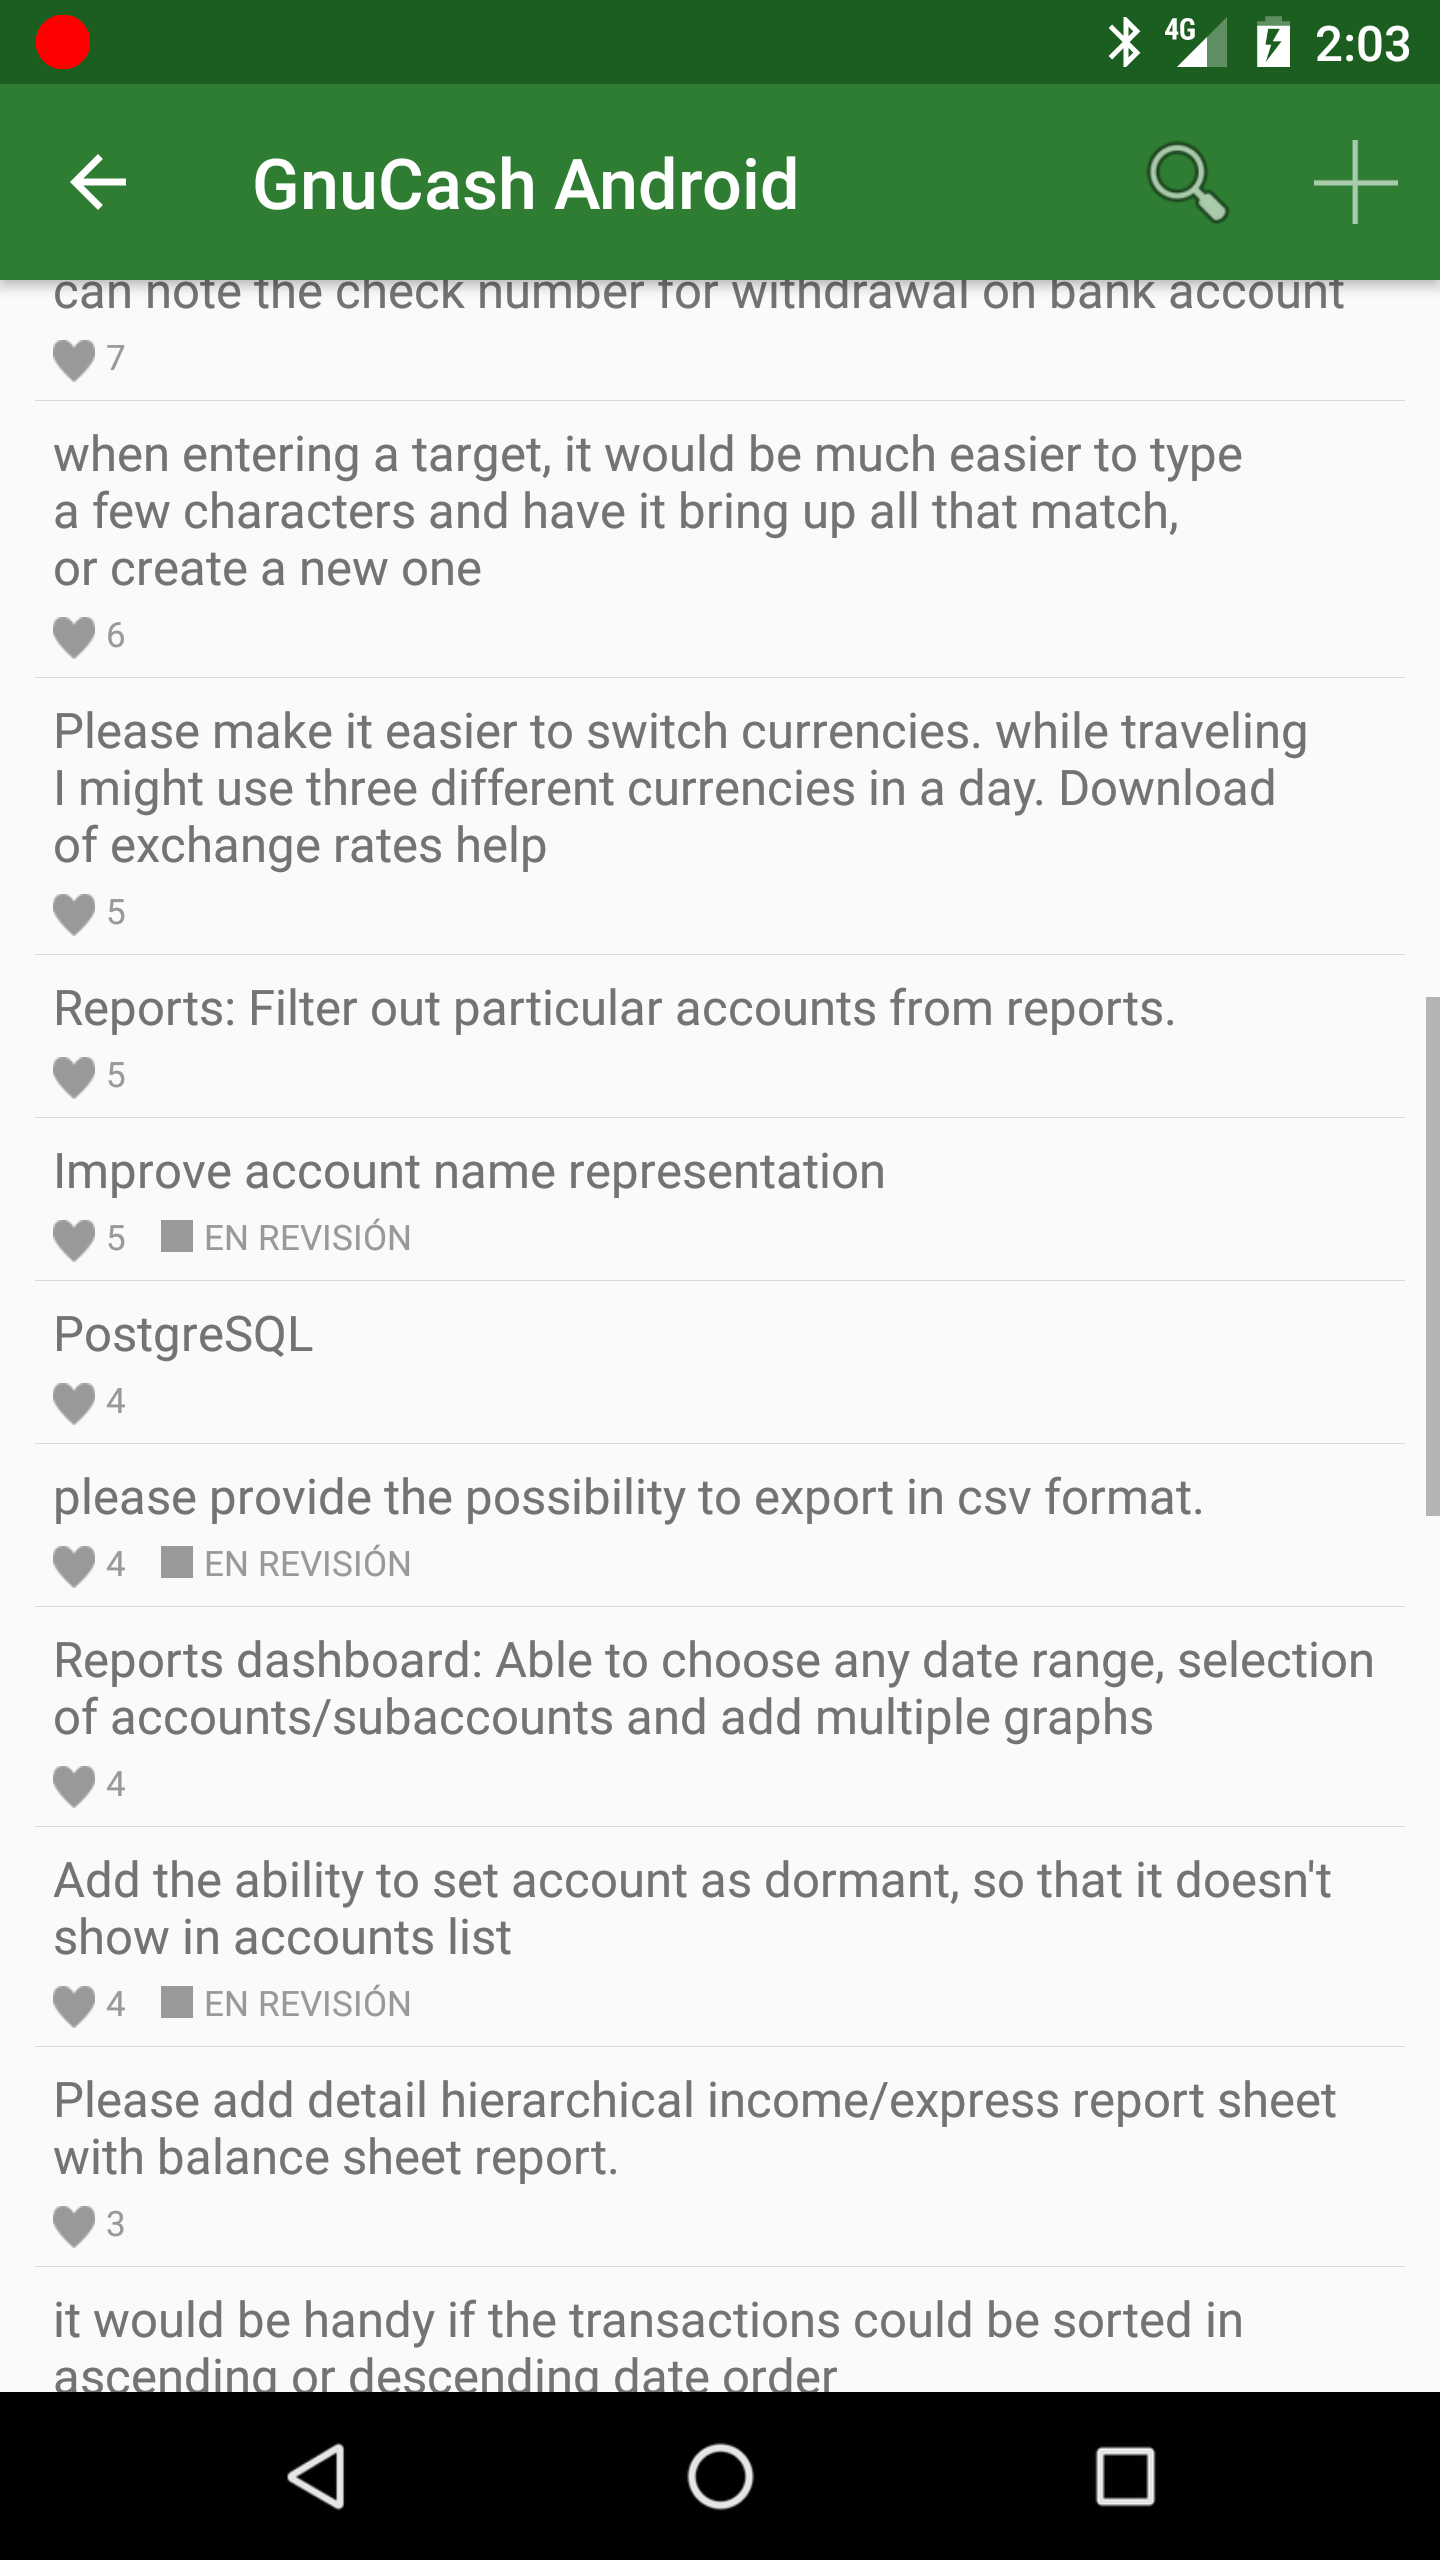 4G 2:03
GnuCash Android
can note the check number for withdrawal on bank account
7
when entering a target, it would be much easier to type
a few characters and have it bring up all that match,
or create a new one
6
Please make it easier to switch currencies. while traveling
I might use three different currencies in a day. Download
of exchange rates help
5
Reports: Filter out particular accounts from reports.
5
Improve account name representation
5 EN REVISIÓN
PostgreSQL
4
please provide the possibility to export in csv format.
4 EN REVISIÓN
Reports dashboard: Able to choose any date range, selection
of accounts/subaccounts and add multiple graphs
4
Add the ability to set account as dormant, so that it doesn't
show in accounts list
4 EN REVISIÓN
Please add detail hierarchical income/express report sheet
with balance sheet report.
3
it would be handy if the transactions could be sorted in
ascending or descending date order